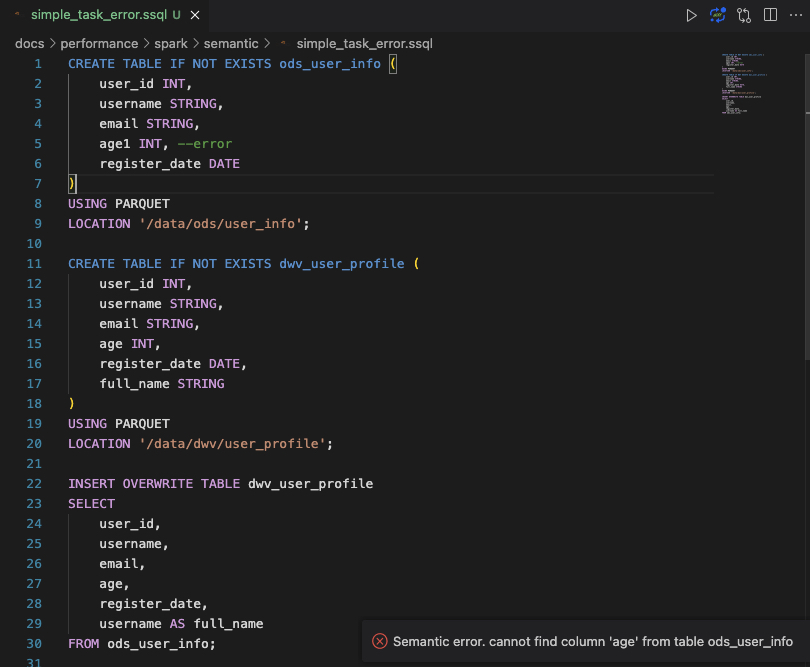 simple_task_error.ssql U
docs > performance > spark > semantic > simple_task_error.ssql
1 CREATE TABLE IF NOT EXISTS ods_user_info (
2 user_id INT,
3 username STRING,
4 email STRING,
5 age1 INT, --error
6 register_date DATE
7 )
8 USING PARQUET
9 LOCATION '/data/ods/user_info';
10
11 CREATE TABLE IF NOT EXISTS dwv_user_profile (
12 user_id INT,
13 username STRING,
14 email STRING,
15 age INT,
16 register_date DATE,
17 full_name STRING
18 )
19 USING PARQUET
20 LOCATION '/data/dwv/user_profile';
21
22 INSERT OVERWRITE TABLE dwv_user_profile
23 SELECT
24 user_id,
25 username,
26 email,
27 age,
28 register_date,
29 username AS full_name
30 FROM ods_user_info;
31
Semantic error. cannot find column 'age' from table ods_user_info